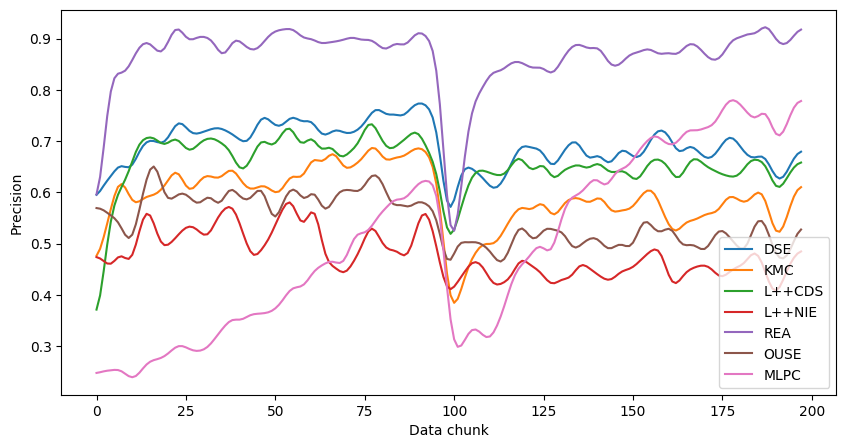 Precision
0.9
0.8
0.7
0.6
0.5
0.4
0.3
0
25
50
75
100
125
150
175
200
Data chunk
DSE
KMC
L++CDS
L++NIE
REA
OUSE
MLPC